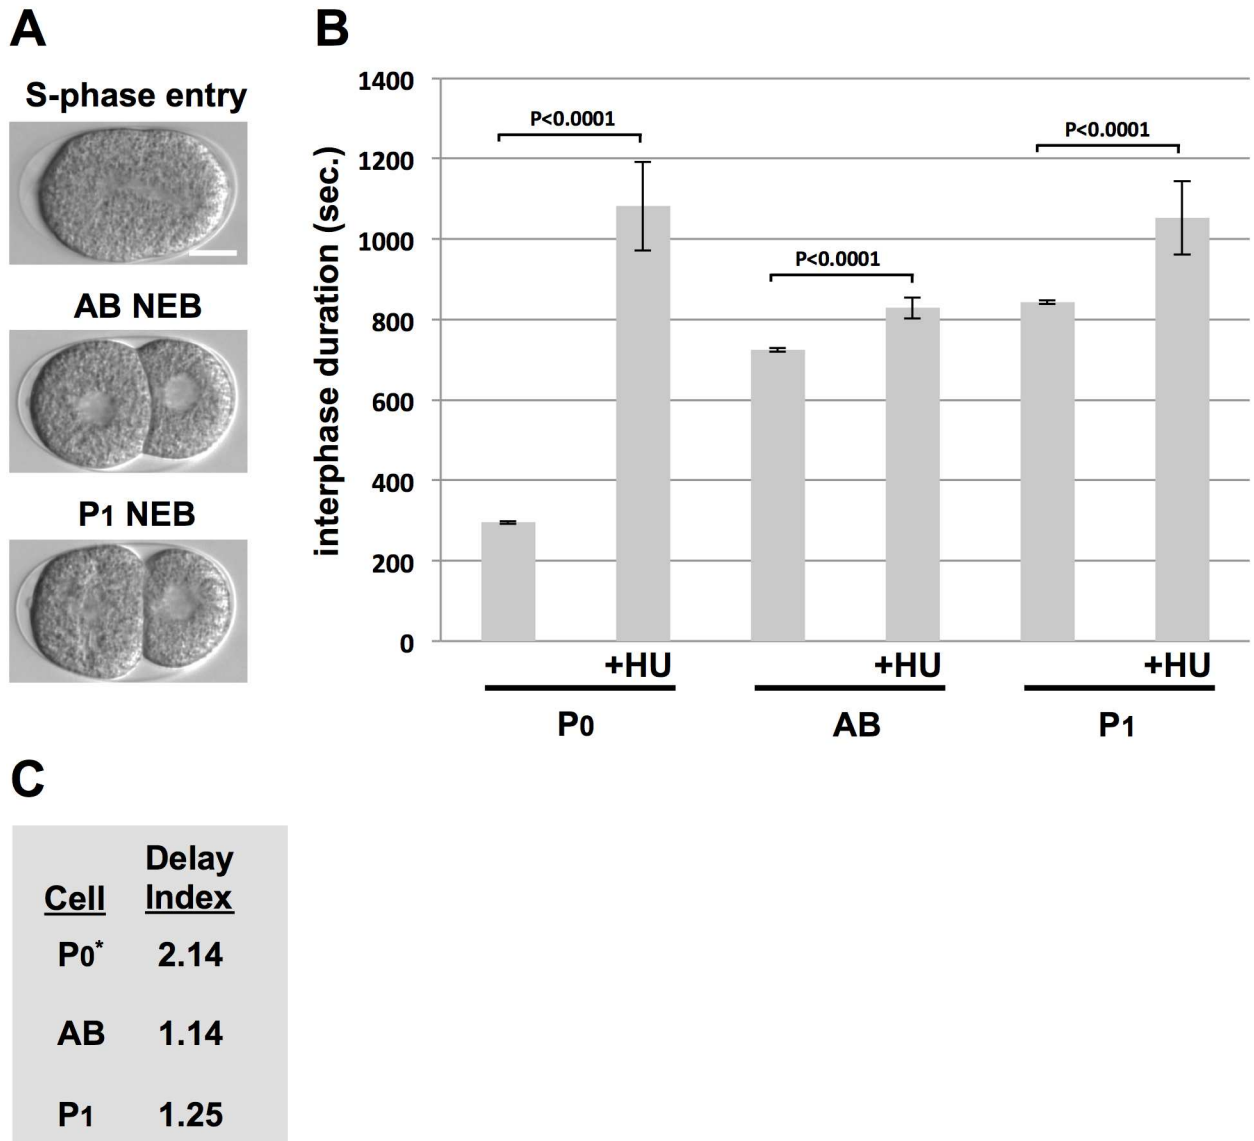 A
S-phase entry
AB NEB
P1 NEB
B
interphase duration (sec.)
1400
1200
1000
800
600
400
200
0
P<0.0001
P<0.0001
P<0.0001
+HU
+HU
+HU
P0
AB
P1
C
Cell Delay Index
P0* 2.14
AB 1.14
P1 1.25